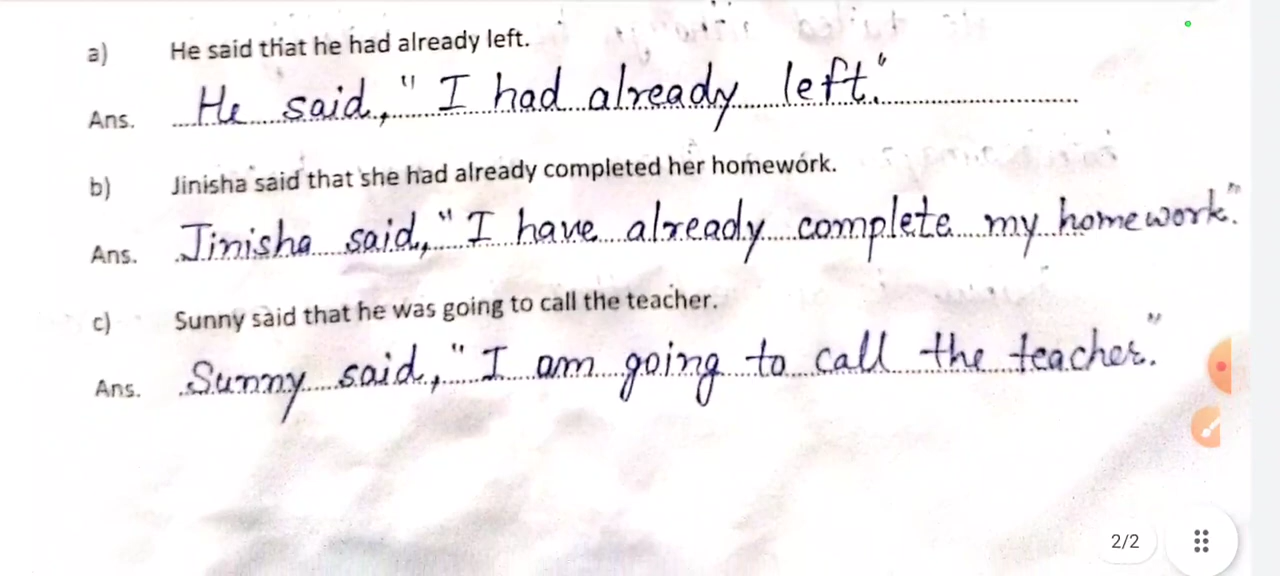 a) He said that he had already left.
Ans. He said, "I had already left."
b) Jinisha said that she had already completed her homework.
Ans. Jinisha said, "I have already complete my homework."
c) Sunny said that he was going to call the teacher.
Ans. Sunny said, "I am going to call the teacher."
2/2